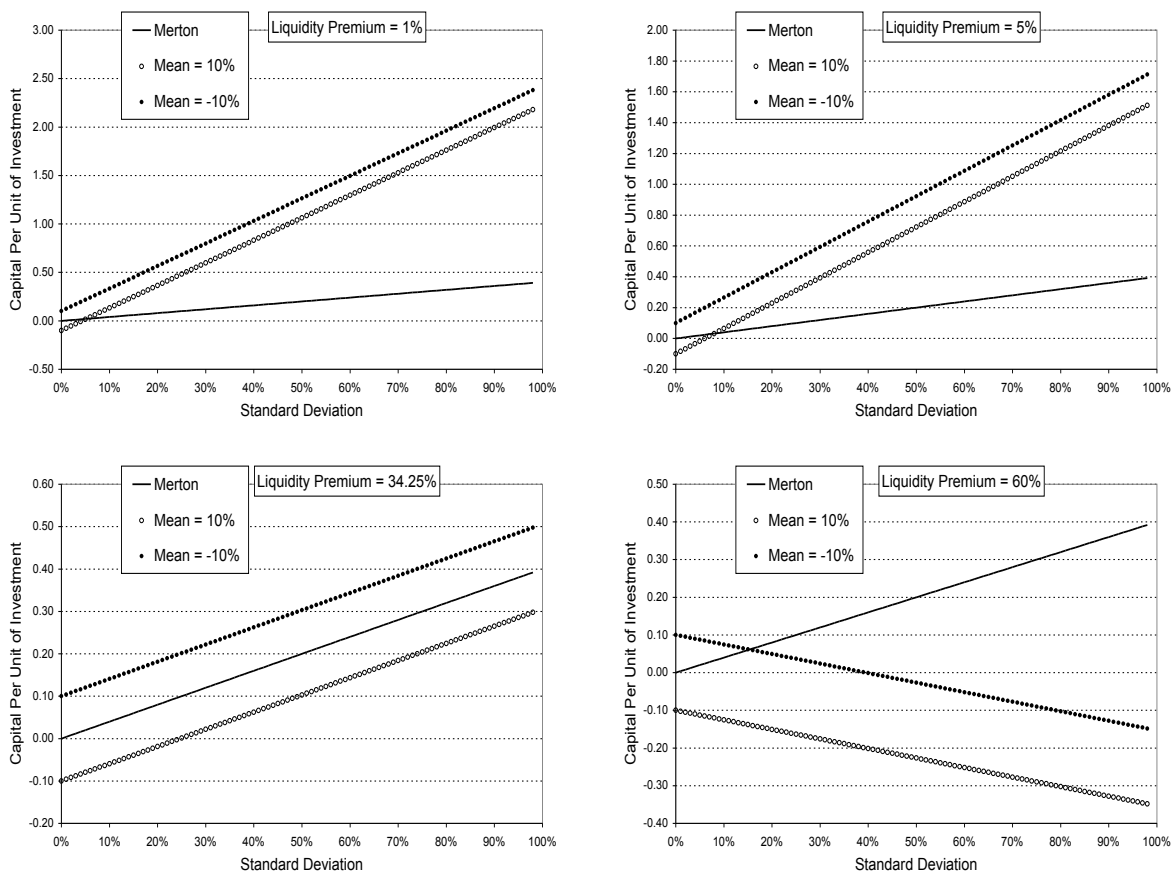 Merton
Liquidity Premium = 1%
Mean = 10%
Mean = -10%
Capital Per Unit of Investment
3.00
2.50
2.00
1.50
1.00
0.50
0.00
-0.50
0% 10% 20% 30% 40% 50% 60% 70% 80% 90% 100%
Standard Deviation
Merton
Liquidity Premium = 5%
Mean = 10%
Mean = -10%
Capital Per Unit of Investment
2.00
1.80
1.60
1.40
1.20
1.00
0.80
0.60
0.40
0.20
0.00
-0.20
0% 10% 20% 30% 40% 50% 60% 70% 80% 90% 100%
Standard Deviation
Merton
Liquidity Premium = 34.25%
Mean = 10%
Mean = -10%
Capital Per Unit of Investment
0.60
0.50
0.40
0.30
0.20
0.10
0.00
-0.10
-0.20
0% 10% 20% 30% 40% 50% 60% 70% 80% 90% 100%
Standard Deviation
Merton
Liquidity Premium = 60%
Mean = 10%
Mean = -10%
Capital Per Unit of Investment
0.50
0.40
0.30
0.20
0.10
0.00
-0.10
-0.20
-0.30
-0.40
0% 10% 20% 30% 40% 50% 60% 70% 80% 90% 100%
Standard Deviation